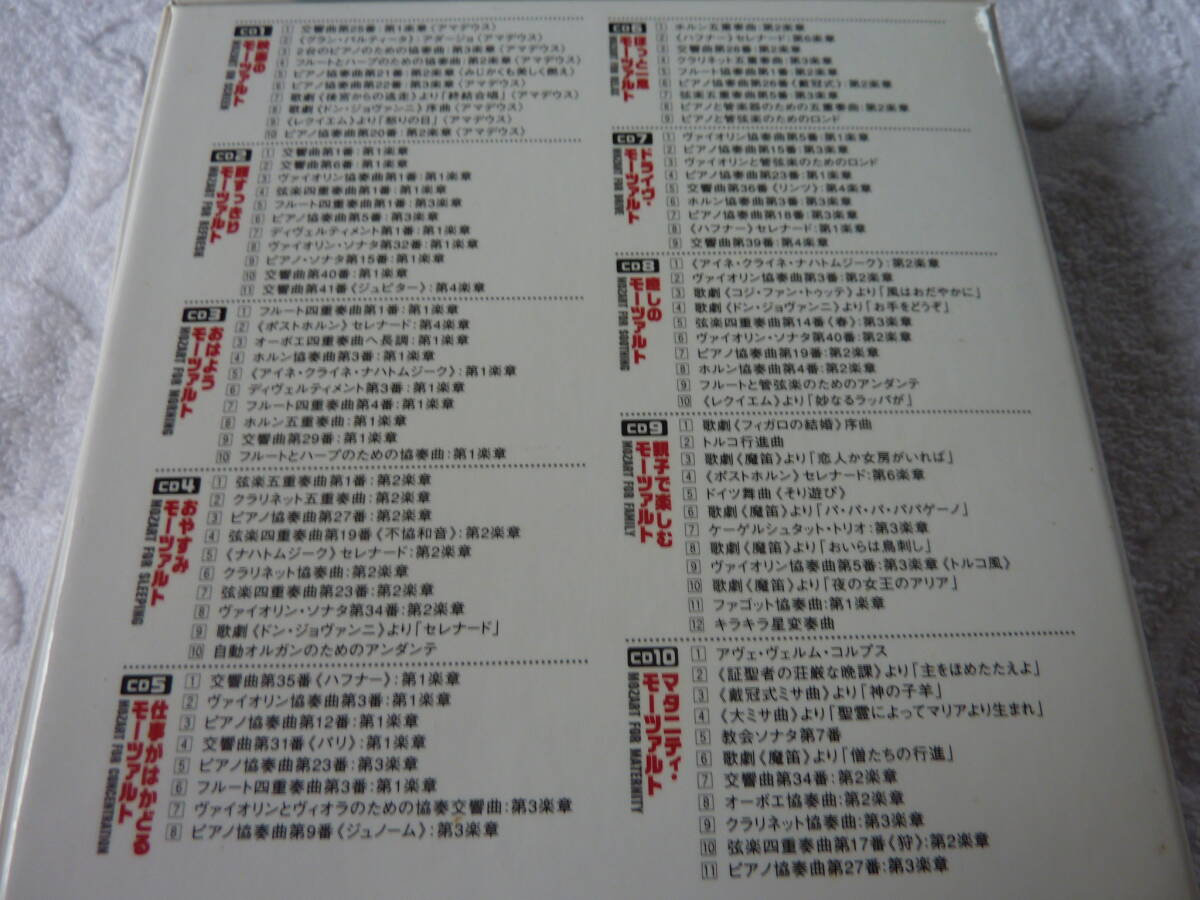 CD1
映画の
モーツァルト
MOZART ON SCREEN
1 交響曲第25番:第1楽章〈アマデウス〉
2 《グラン・パルティータ》アダージョ〈アマデウス〉
3 2台のピアノのための協奏曲:第3楽章〈アマデウス〉
4 フルートとハープのための協奏曲:第2楽章〈アマデウス〉
5 ピアノ協奏曲第21番:第2楽章〈みじかくも美しく燃え〉
6 ピアノ協奏曲第22番:第3楽章〈アマデウス〉
7 歌劇《後宮からの逃走》より「終結合唱」〈アマデウス〉
8 歌劇《ドン・ジョヴァンニ》序曲〈アマデウス〉
9 《レクイエム》より「怒りの日」〈アマデウス〉
10 ピアノ協奏曲第20番:第2楽章〈アマデウス〉
CD2
頭すっきり
モーツァルト
MOZART FOR REFRESH
1 交響曲第1番:第1楽章
2 交響曲第6番:第1楽章
3 ヴァイオリン協奏曲第1番:第1楽章
4 弦楽四重奏曲第1番:第1楽章
5 フルート四重奏曲第1番:第3楽章
6 ピアノ協奏曲第5番:第3楽章
7 ディヴェルティメント第1番:第1楽章
8 ヴァイオリン・ソナタ第32番:第1楽章
9 ピアノ・ソナタ第15番:第1楽章
10 交響曲第40番:第1楽章
11 交響曲第41番《ジュピター》:第4楽章
CD3
おはよう
モーツァルト
MOZART FOR MORNING
1 フルート四重奏曲第1番:第1楽章
2 《ポストホルン》セレナード:第4楽章
3 オーボエ四重奏曲ヘ長調:第1楽章
4 ホルン協奏曲第3番:第1楽章
5 《アイネ・クライネ・ナハトムジーク》:第1楽章
6 ディヴェルティメント第3番:第1楽章
7 フルート四重奏曲第4番:第1楽章
8 ホルン五重奏曲:第1楽章
9 交響曲第29番:第1楽章
10 フルートとハープのための協奏曲:第1楽章
CD4
おやすみ
モーツァルト
MOZART FOR SLEEPING
1 弦楽五重奏曲第1番:第2楽章
2 クラリネット五重奏曲:第2楽章
3 ピアノ協奏曲第27番:第2楽章
4 弦楽四重奏曲第19番《不協和音》:第2楽章
5 《ナハトムジーク》セレナード:第2楽章
6 クラリネット協奏曲:第2楽章
7 弦楽四重奏曲第23番:第2楽章
8 ヴァイオリン・ソナタ第34番:第2楽章
9 歌劇《ドン・ジョヴァンニ》より「セレナード」
10 自動オルガンのためのアンダンテ
CD5
仕事がはかどる
モーツァルト
MOZART FOR CONCENTRATION
1 交響曲第35番《ハフナー》:第1楽章
2 ヴァイオリン協奏曲第3番:第1楽章
3 ピアノ協奏曲第12番:第1楽章
4 交響曲第31番《パリ》:第1楽章
5 ピアノ協奏曲第23番:第3楽章
6 フルート四重奏曲第3番:第1楽章
7 ヴァイオリンとヴィオラのための協奏交響曲:第3楽章
8 ピアノ協奏曲第9番《ジュノーム》:第3楽章
CD6
ほっと一息
モーツァルト
MOZART FOR RELAX
1 ホルン五重奏曲:第2楽章
2 《ハフナー》セレナード:第6楽章
3 交響曲第28番:第2楽章
4 クラリネット五重奏曲:第3楽章
5 フルート協奏曲第1番:第2楽章
6 ピアノ協奏曲第26番《戴冠式》:第2楽章
7 弦楽五重奏曲第5番:第3楽章
8 ピアノと管楽器のための五重奏曲:第2楽章
9 ピアノと管弦楽のためのロンド
CD7
ドライヴ・
モーツァルト
MOZART FOR DRIVE
1 ヴァイオリン協奏曲第5番:第1楽章
2 ピアノ協奏曲第15番:第3楽章
3 ヴァイオリンと管弦楽のためのロンド
4 ピアノ協奏曲第23番:第1楽章
5 交響曲第36番《リンツ》:第4楽章
6 ホルン協奏曲第3番:第3楽章
7 ピアノ協奏曲第18番:第3楽章
8 《ハフナー》セレナード:第1楽章
9 交響曲第39番:第4楽章
CD8
癒しの
モーツァルト
MOZART FOR SOOTHING
1 《アイネ・クライネ・ナハトムジーク》:第2楽章
2 ヴァイオリン協奏曲第3番:第2楽章
3 歌劇《コジ・ファン・トゥッテ》より「風はおだやかに」
4 歌劇《ドン・ジョヴァンニ》より「お手をどうぞ」
5 弦楽四重奏曲第14番《春》:第3楽章
6 ヴァイオリン・ソナタ第40番:第2楽章
7 ピアノ協奏曲第19番:第2楽章
8 ホルン協奏曲第4番:第2楽章
9 フルートと管弦楽のためのアンダンテ
10 《レクイエム》より「妙なるラッパが」
CD9
親子で楽しむ
モーツァルト
MOZART FOR FAMILY
1 歌劇《フィガロの結婚》序曲
2 トルコ行進曲
3 歌劇《魔笛》より「恋人か女房がいれば」
4 《ポストホルン》セレナード:第6楽章
5 ドイツ舞曲《そり遊び》
6 歌劇《魔笛》より「パ・パ・パ・パパゲーノ」
7 ケーゲルシュタット・トリオ:第3楽章
8 歌劇《魔笛》より「おいらは鳥刺し」
9 ヴァイオリン協奏曲第5番:第3楽章《トルコ風》
10 歌劇《魔笛》より「夜の女王のアリア」
11 ファゴット協奏曲:第1楽章
12 キラキラ星変奏曲
CD10
マタニティ・
モーツァルト
MOZART FOR MATERNITY
1 アヴェ・ヴェルム・コルプス
2 《証聖者の荘厳な晩課》より「主をほめたたえよ」
3 《戴冠式ミサ曲》より「神の子羊」
4 《大ミサ曲》より「聖霊によってマリアより生まれ」
5 教会ソナタ第7番
6 歌劇《魔笛》より「僧たちの行進」
7 交響曲第34番:第2楽章
8 オーボエ協奏曲:第2楽章
9 クラリネット協奏曲:第3楽章
10 弦楽四重奏曲第17番《狩》:第2楽章
11 ピアノ協奏曲第27番:第3楽章